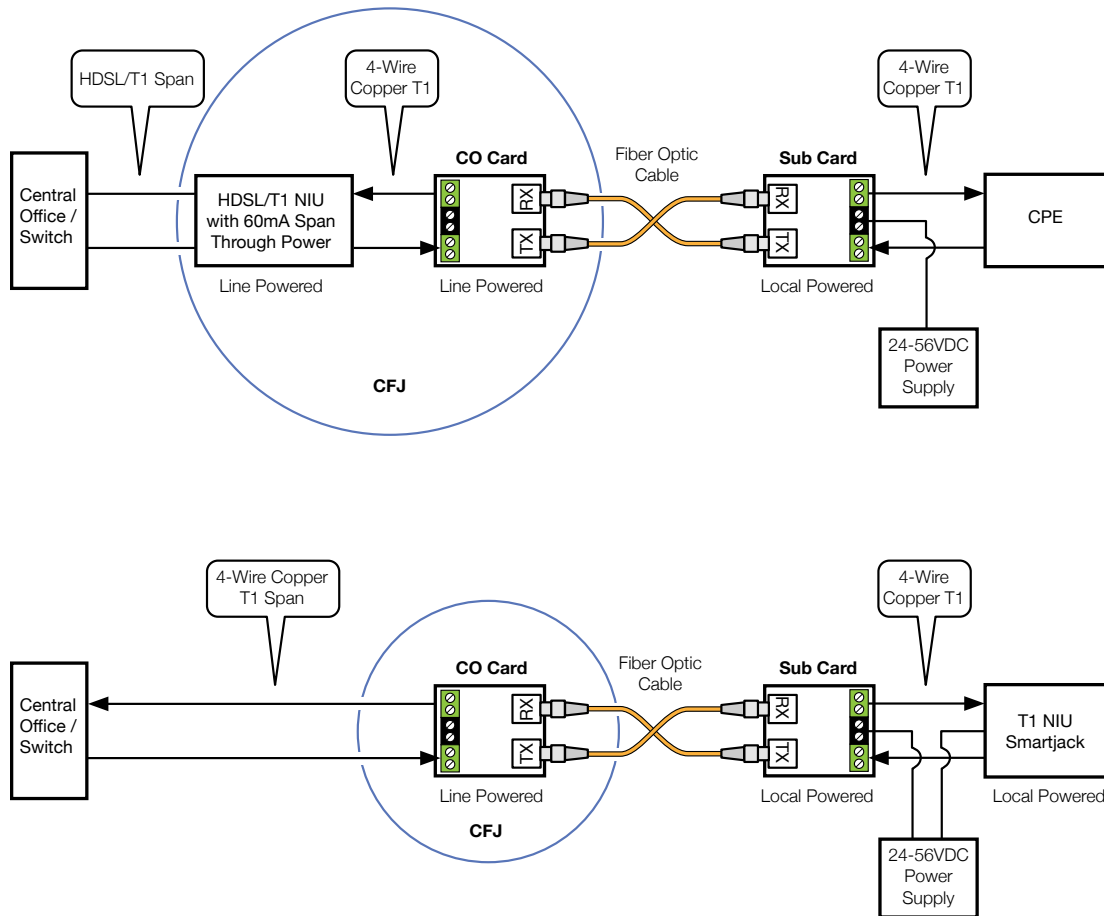 HDSL/T1 Span
4-Wire
Copper T1
4-Wire
Copper T1
Central
Office /
Switch
HDSL/T1 NIU
with 60mA Span
Through Power
Line Powered
CO Card
RX
TX
Line Powered
CFJ
Fiber Optic
Cable
Sub Card
RX
TX
Local Powered
CPE
24-56VDC
Power
Supply
4-Wire Copper
T1 Span
4-Wire
Copper T1
Central
Office /
Switch
CO Card
RX
TX
Line Powered
CFJ
Fiber Optic
Cable
Sub Card
RX
TX
Local Powered
T1 NIU
Smartjack
Local Powered
24-56VDC
Power
Supply